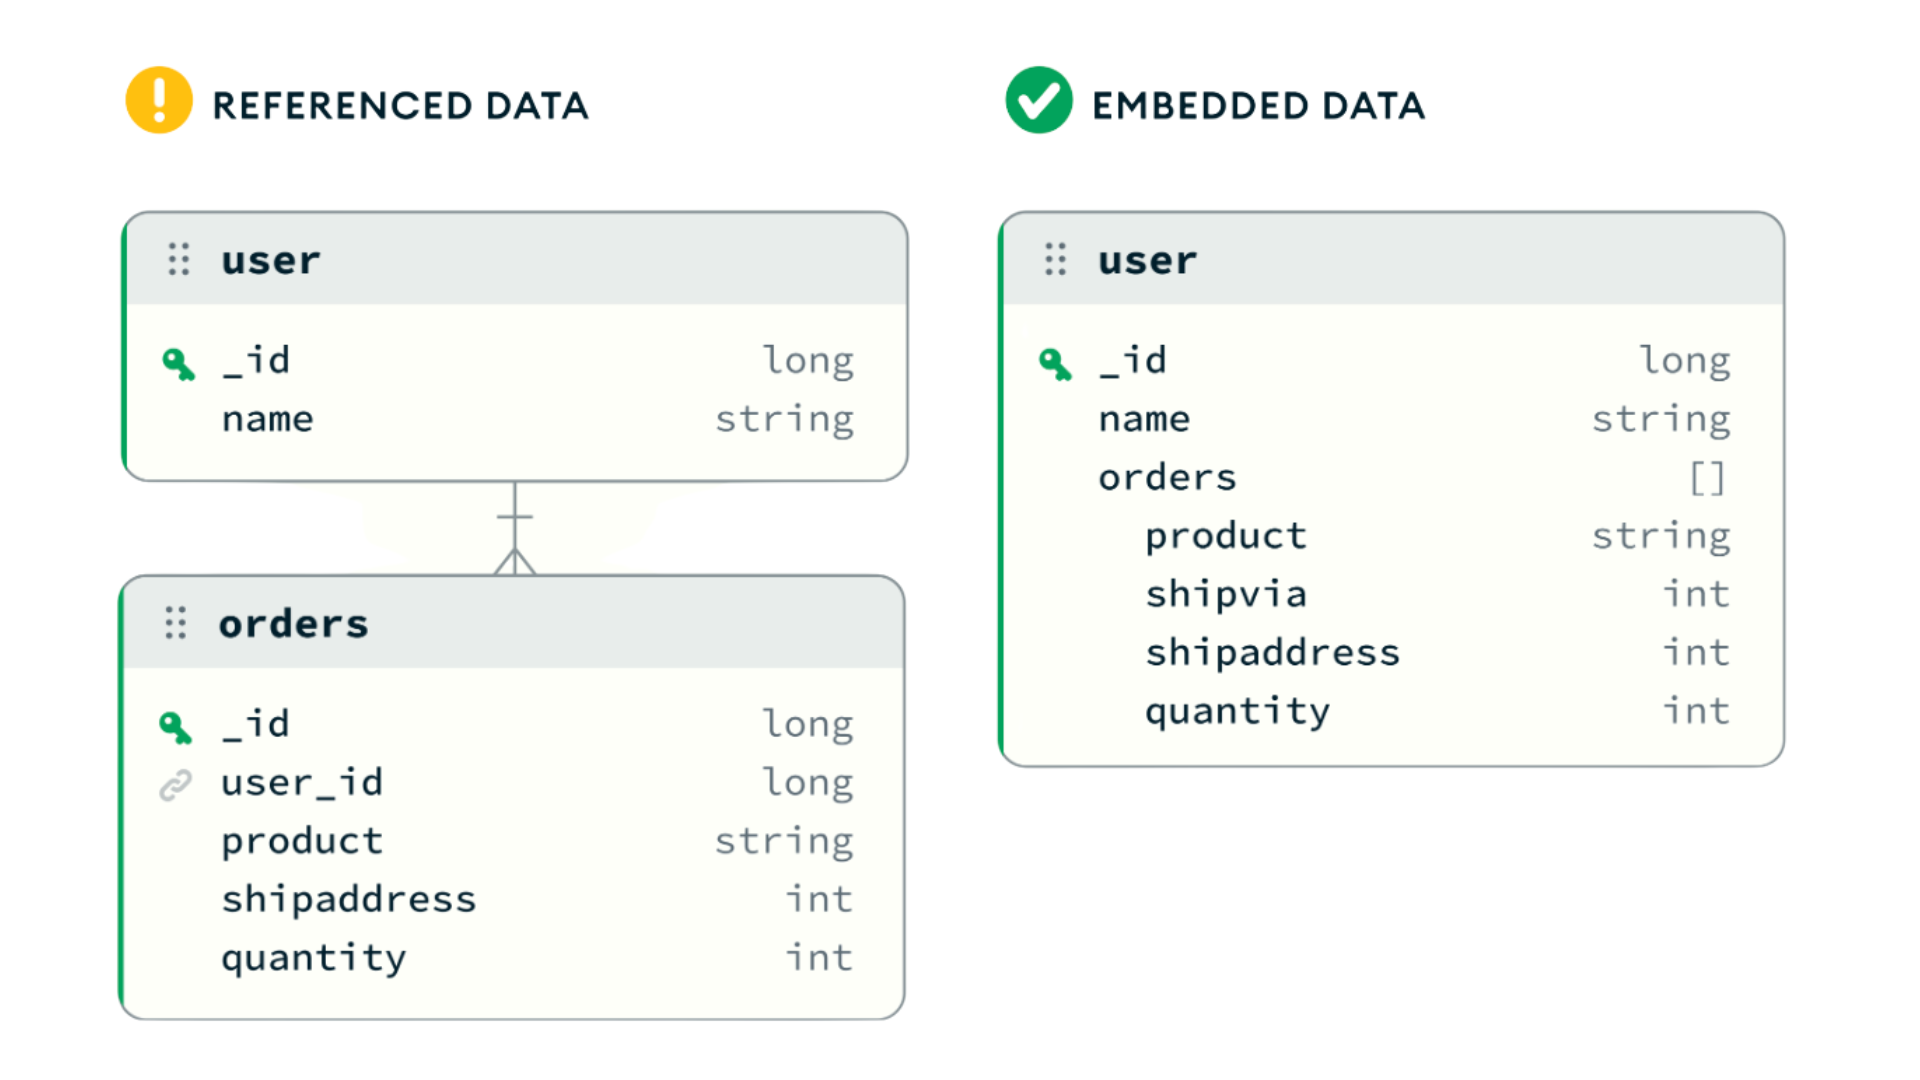 REFERENCED DATA
user
_id long
name string
orders
_id long
user_id long
product string
shipaddress int
quantity int
EMBEDDED DATA
user
_id long
name string
orders []
product string
shipvia int
shipaddress int
quantity int